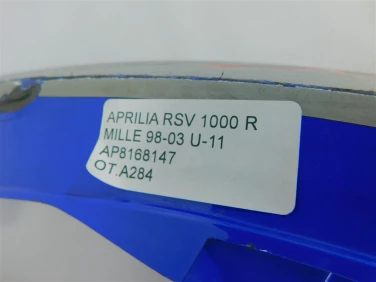 APRILIA RSV 1000 R
MILLE 98-03 U-11
AP8168147
OT.A284